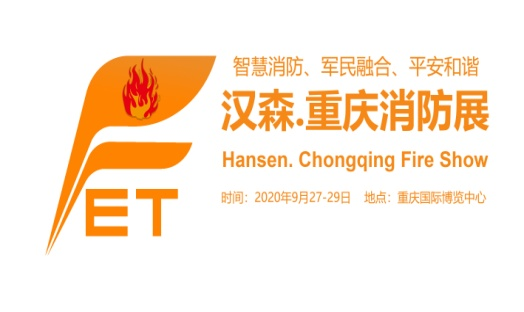 智慧消防、军民融合、平安和谐
汉森.重庆消防展
Hansen. Chongqing Fire Show
时间：2020年9月27-29日 地点：重庆国际博览中心
FET